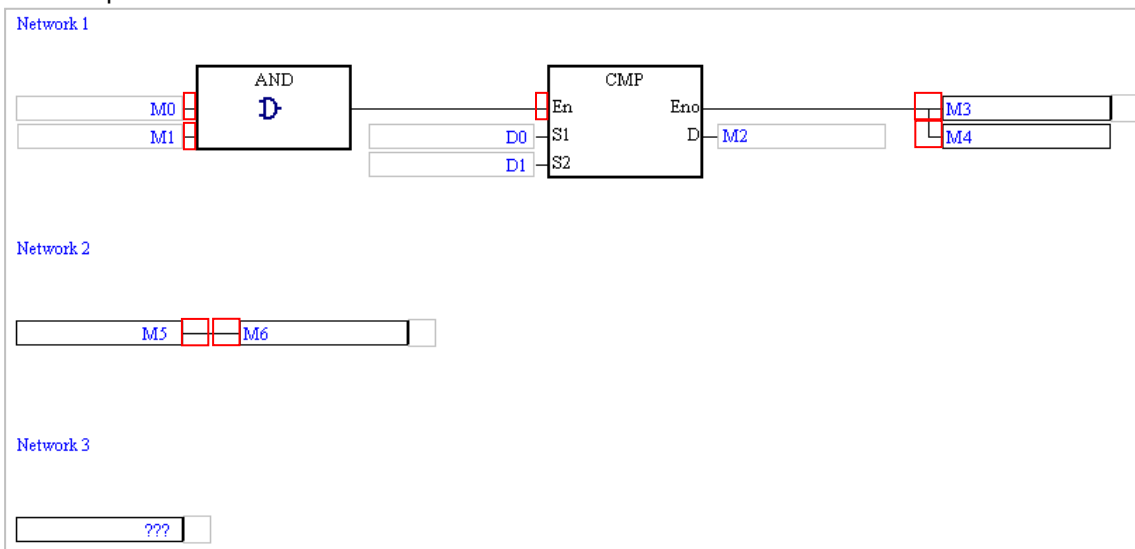 Network 1
AND CMP
M0 En Eno M3
M1 D0 S1 D M2 M4
D1 S2
Network 2
M5 M6
Network 3
???